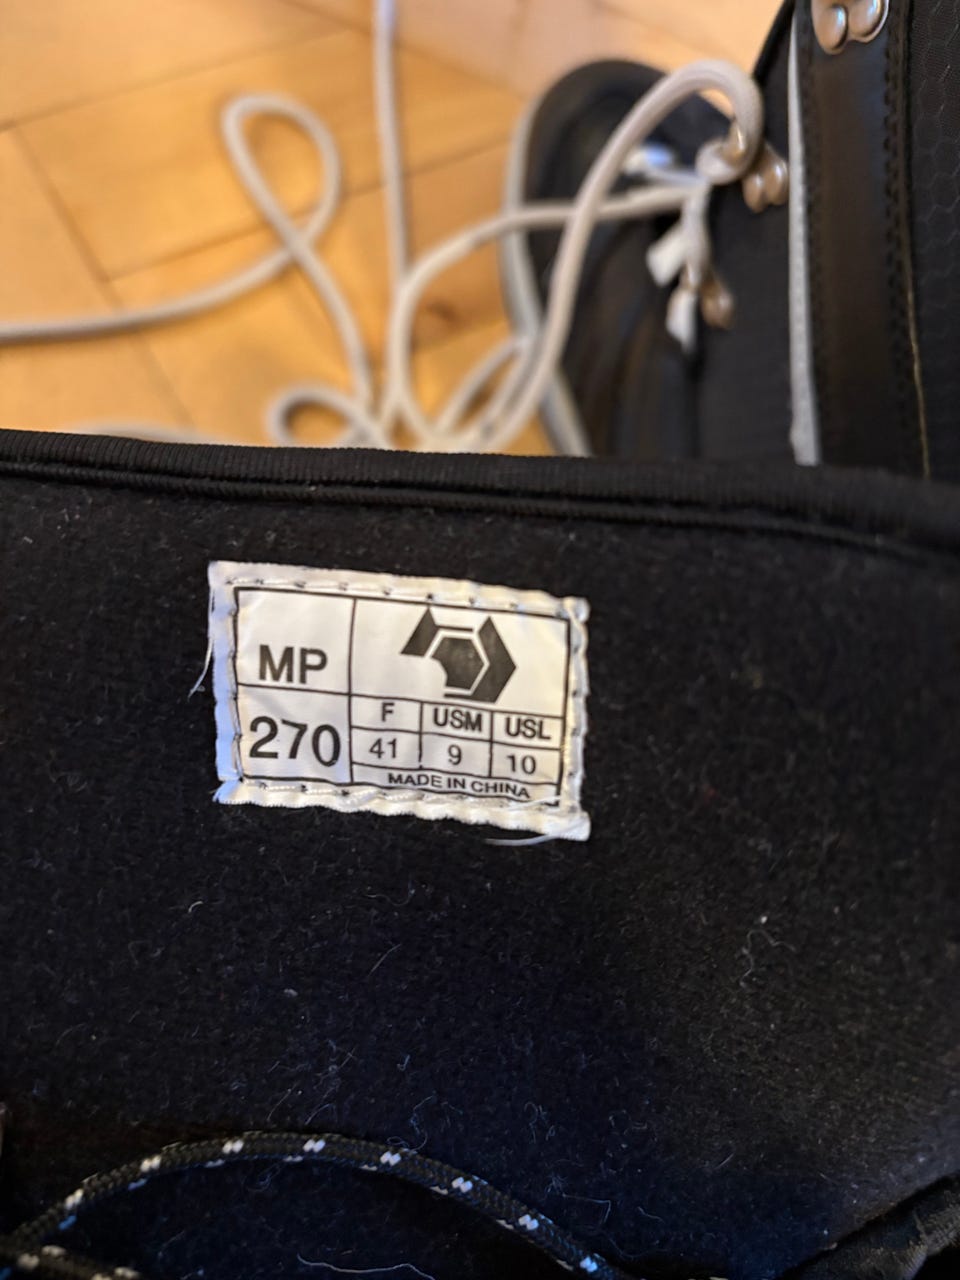 MP
270
F USM USL
41 9 10
MADE IN CHINA